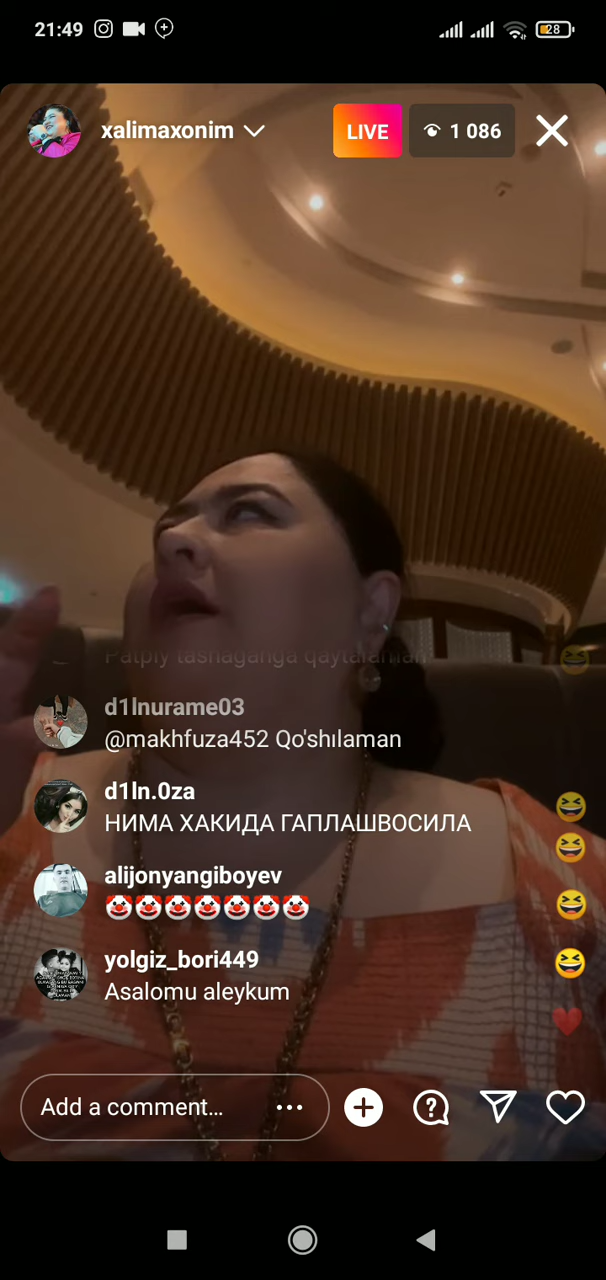 21:49
28
xalimaxonim
LIVE
1 086
qaytaraman
d1lnurame03
@makhfuza452 Qo'shılaman
d1ln.0za
НИМА ХАКИДА ГАПЛАШВОСИЛА
alijonyangiboyev
🤡🤡🤡🤡🤡🤡🤡
yolgiz_bori449
Asalomu aleykum
Add a comment...